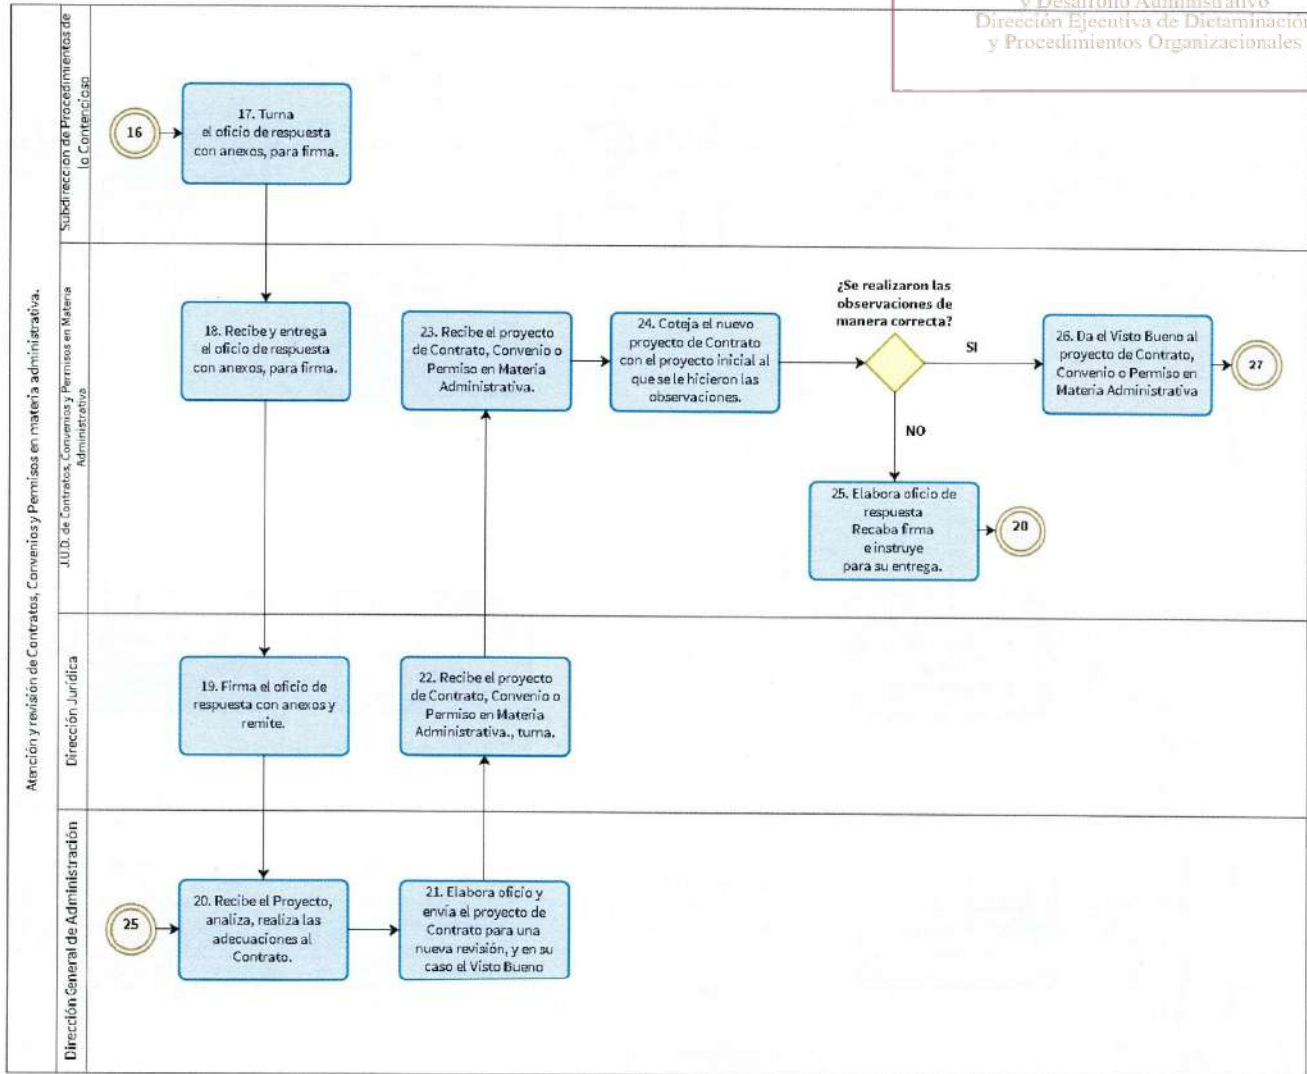 y Desarrollo Administrativo
Dirección Ejecutiva de Dictaminación
y Procedimientos Organizacionales
Atención y revisión de Contratos, Convenios y Permisos en materia administrativa.
Subdirección de Procedimientos de
lo Contencioso
16
17. Turna
el oficio de respuesta
con anexos, para firma.
J.U.D. de Contratos, Convenios y Permisos en Materia
Administrativa
18. Recibe y entrega
el oficio de respuesta
con anexos, para firma.
23. Recibe el proyecto
de Contrato, Convenio o
Permiso en Materia
Administrativa.
24. Coteja el nuevo
proyecto de Contrato
con el proyecto inicial al
que se le hicieron las
observaciones.
¿Se realizaron las
observaciones de
manera correcta?
SI
26. Da el Visto Bueno al
proyecto de Contrato,
Convenio o Permiso en
Materia Administrativa
27
NO
25. Elabora oficio de
respuesta
Recaba firma
e instruye
para su entrega.
20
Dirección Jurídica
19. Firma el oficio de
respuesta con anexos y
remite.
22. Recibe el proyecto
de Contrato, Convenio o
Permiso en Materia
Administrativa., turna.
Dirección General de Administración
25
20. Recibe el Proyecto,
analiza, realiza las
adecuaciones al
Contrato.
21. Elabora oficio y
envía el proyecto de
Contrato para una
nueva revisión, y en su
caso el Visto Bueno